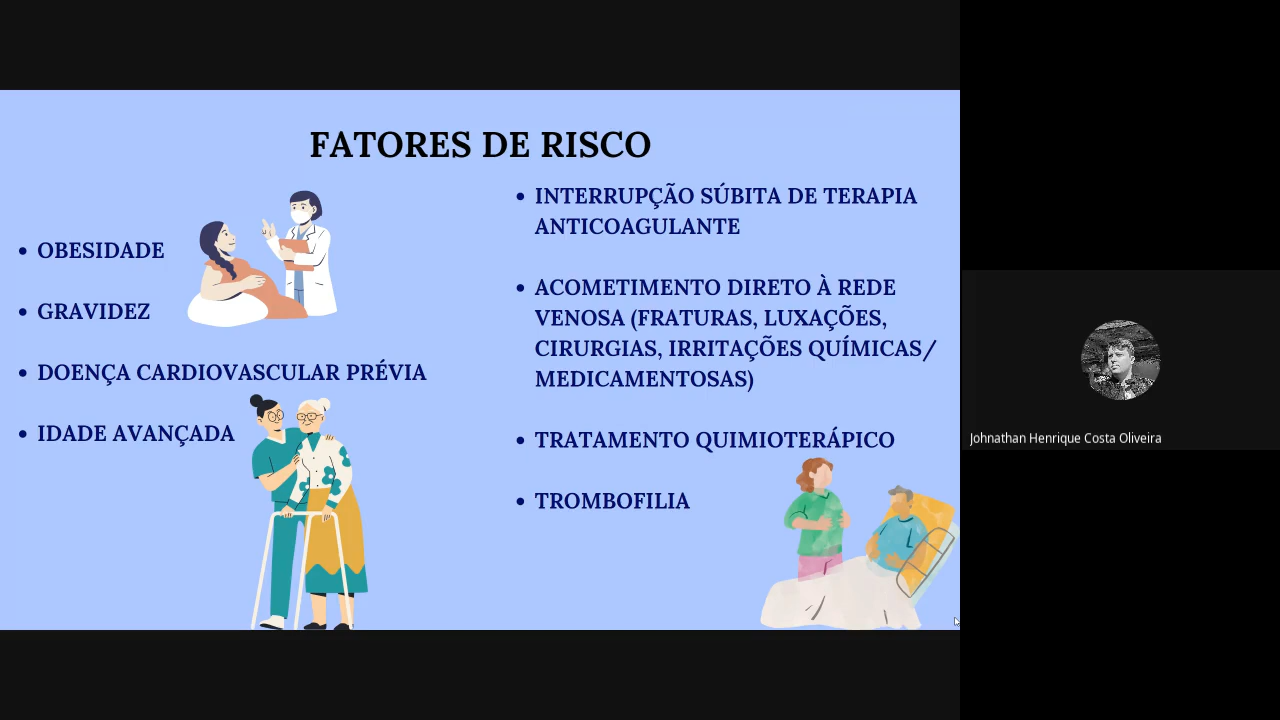 FATORES DE RISCO
• OBESIDADE
• GRAVIDEZ
• DOENÇA CARDIOVASCULAR PRÉVIA
• IDADE AVANÇADA
• INTERRUPÇÃO SÚBITA DE TERAPIA
ANTICOAGULANTE
• ACOMETIMENTO DIRETO À REDE
VENOSA (FRATURAS, LUXAÇÕES,
CIRURGIAS, IRRITAÇÕES QUÍMICAS/
MEDICAMENTOSAS)
• TRATAMENTO QUIMIOTERÁPICO
• TROMBOFILIA
Johnathan Henrique Costa Oliveira